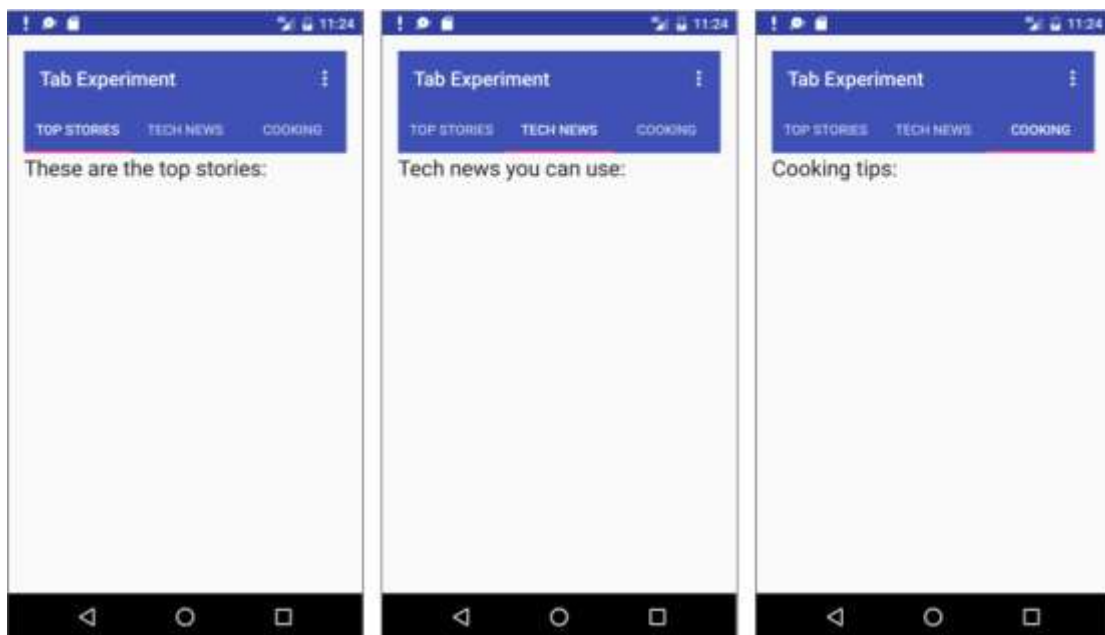 11:24
Tab Experiment
TOP STORIES TECH NEWS COOKING
These are the top stories:
11:24
Tab Experiment
TOP STORIES TECH NEWS COOKING
Tech news you can use:
11:24
Tab Experiment
TOP STORIES TECH NEWS COOKING
Cooking tips: